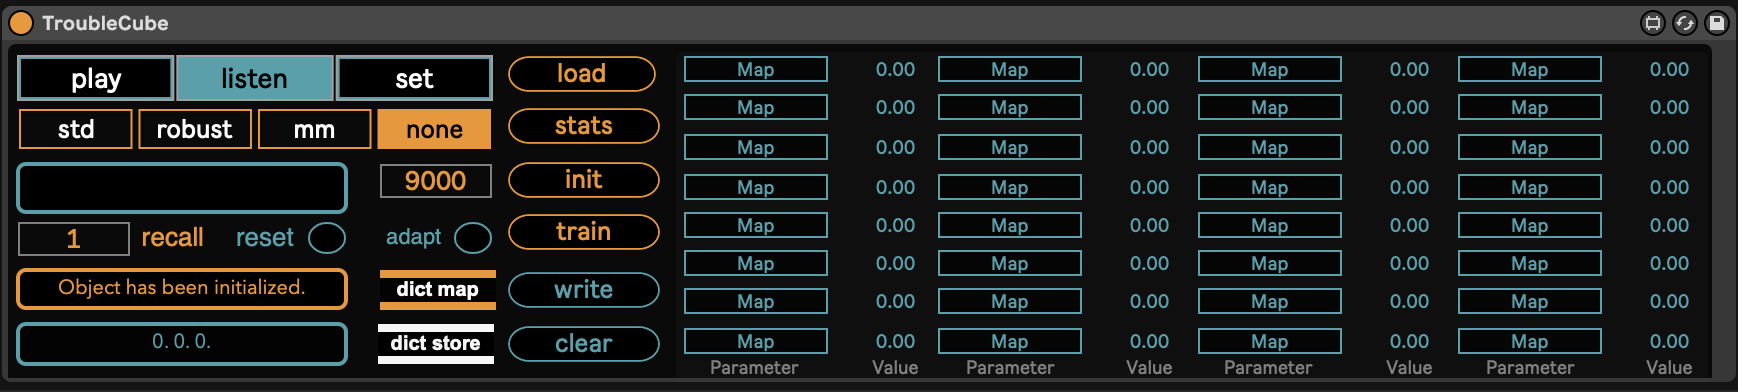 TroubleCube
play listen set load
std robust mm none stats
9000 init
1 recall reset adapt train
Object has been initialized. dict map write
0. 0. 0. dict store clear
Map 0.00 Map 0.00 Map 0.00 Map 0.00
Map 0.00 Map 0.00 Map 0.00 Map 0.00
Map 0.00 Map 0.00 Map 0.00 Map 0.00
Map 0.00 Map 0.00 Map 0.00 Map 0.00
Map 0.00 Map 0.00 Map 0.00 Map 0.00
Map 0.00 Map 0.00 Map 0.00 Map 0.00
Map 0.00 Map 0.00 Map 0.00 Map 0.00
Map 0.00 Map 0.00 Map 0.00 Map 0.00
Parameter Value Parameter Value Parameter Value Parameter Value